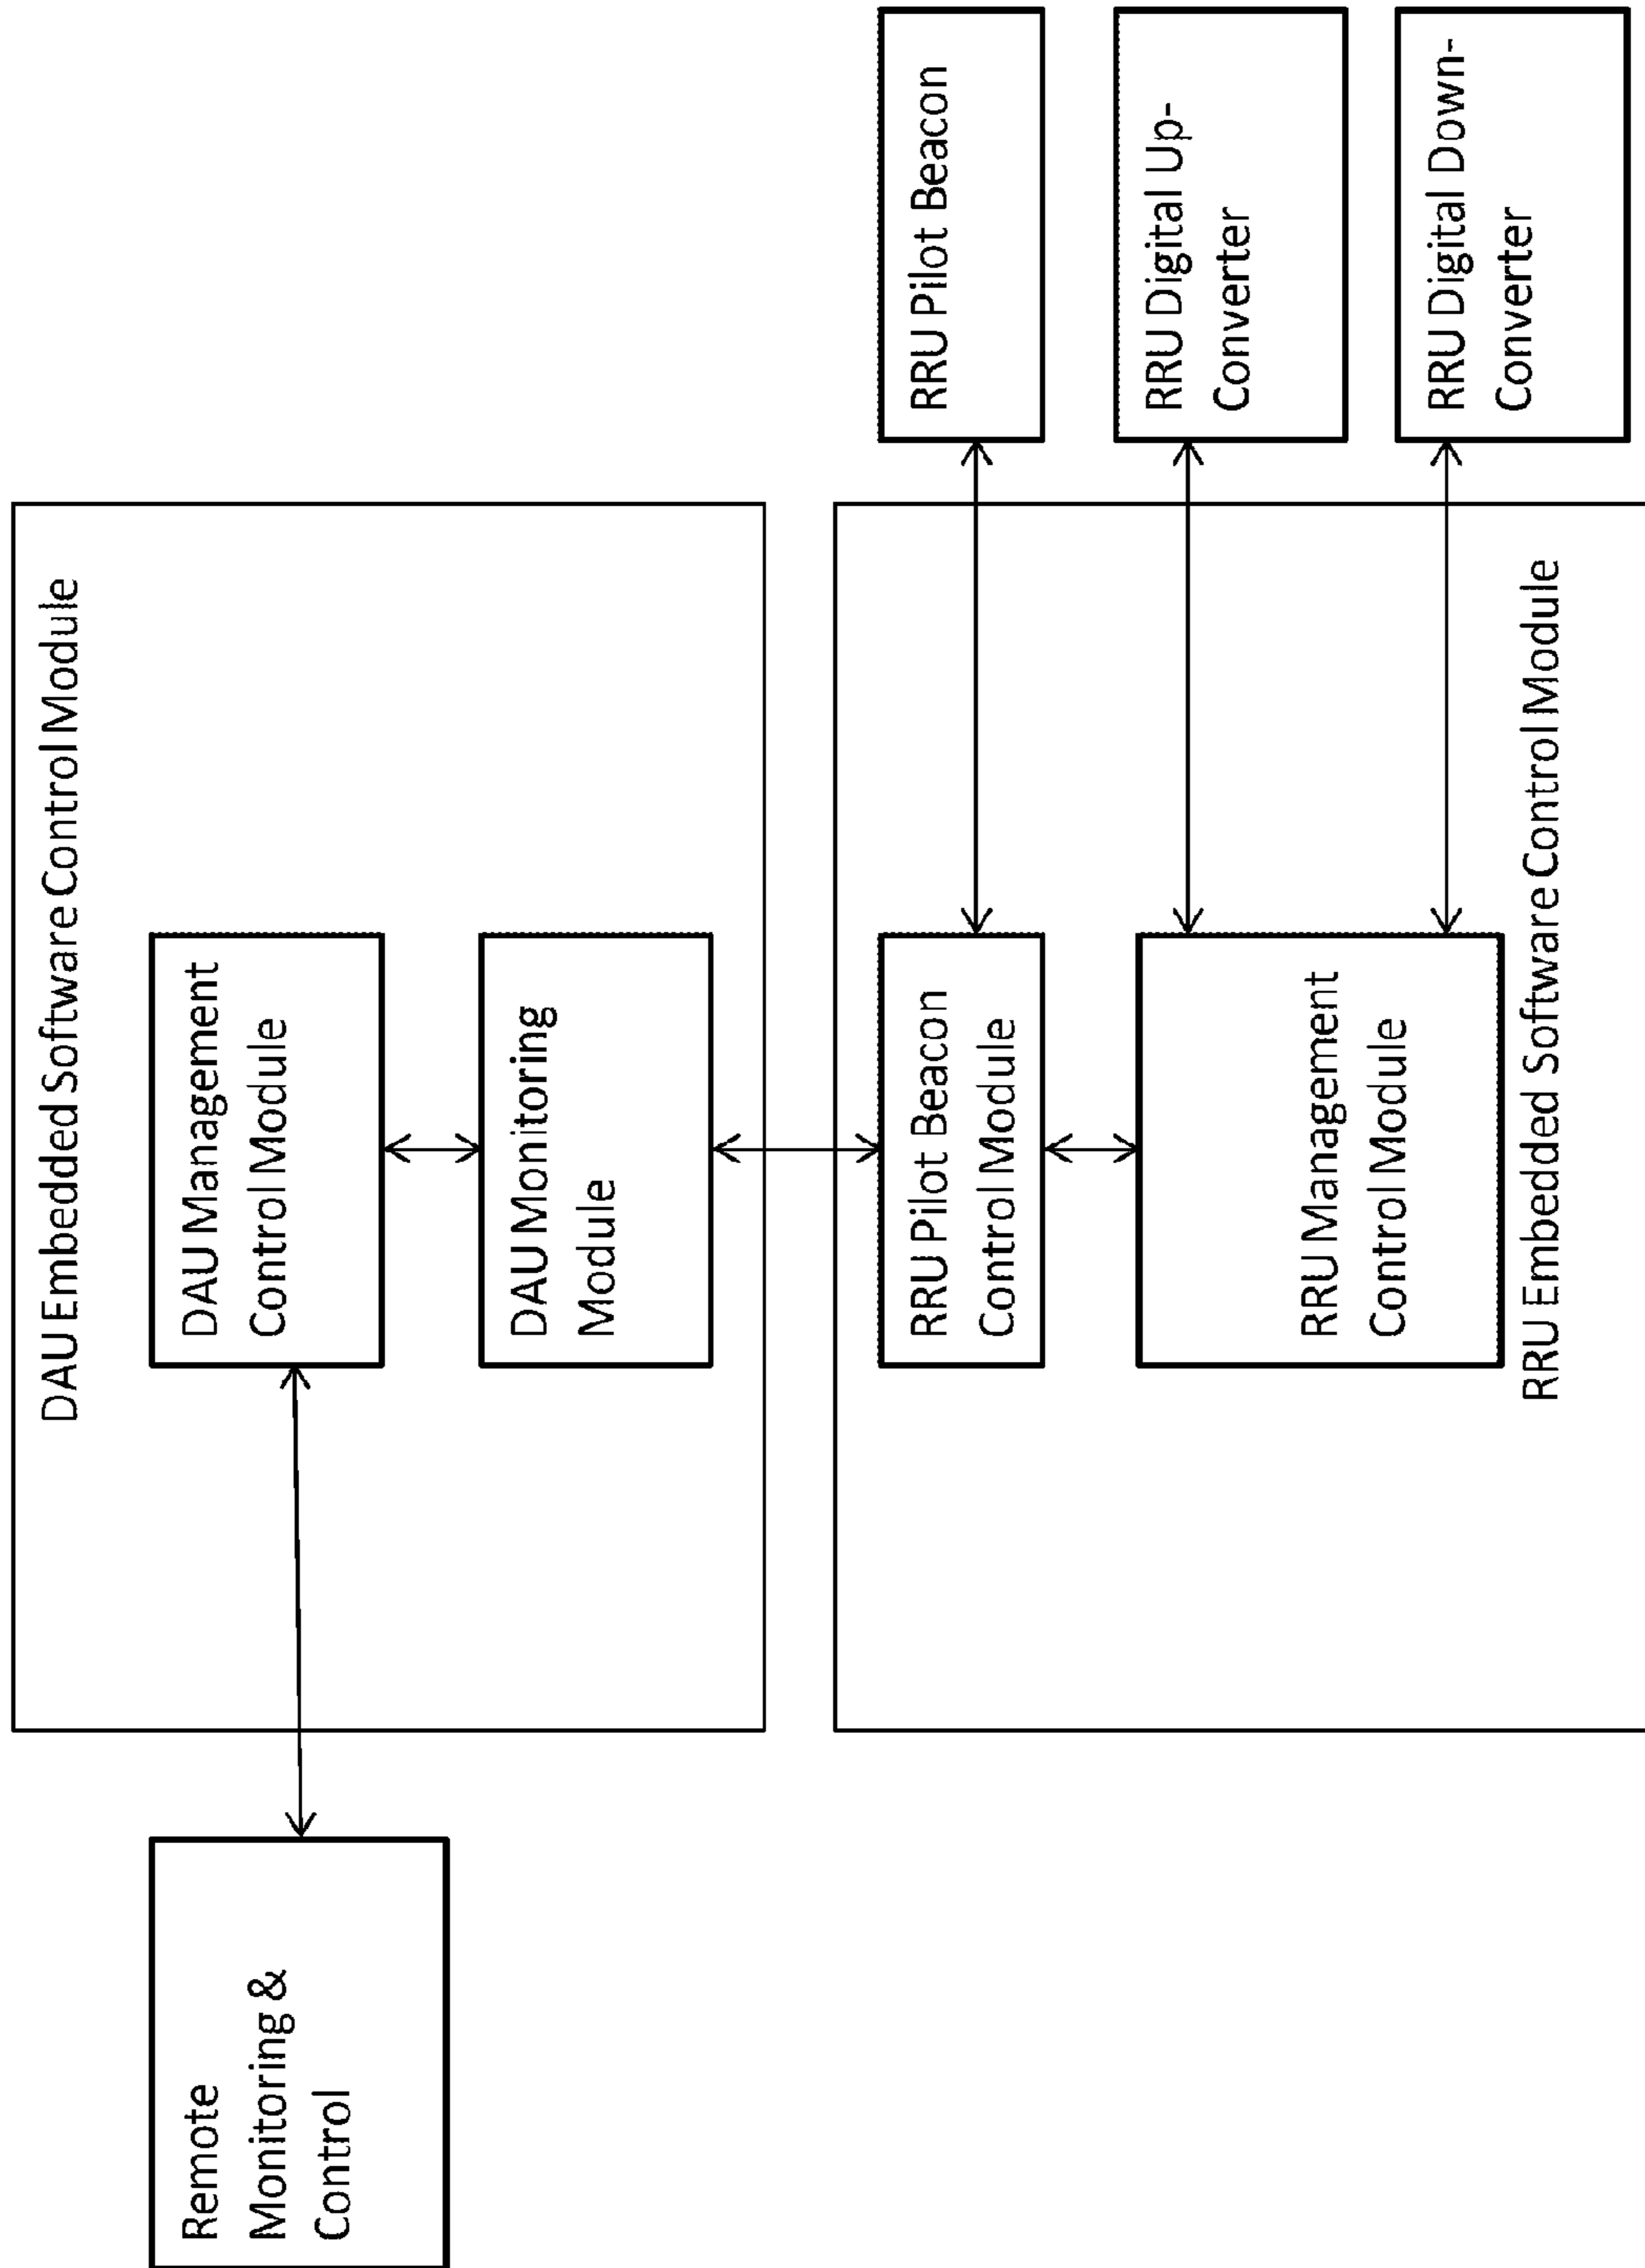 DAU Embedded Software Control Module
Remote
Monitoring &
Control
DAU Management
Control Module
DAU Monitoring
Module
RRU Pilot Beacon
Control Module
RRU Pilot Beacon
RRU Management
Control Module
RRU Digital Up-
Converter
RRU Digital Down-
Converter
RRU Embedded Software Control Module